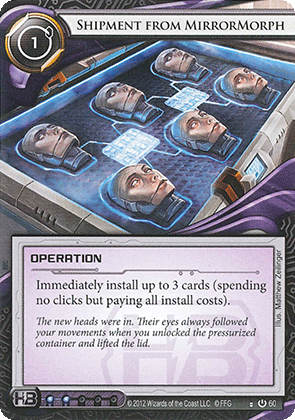 Shipment from MirrorMorph
1
OPERATION
Immediately install up to 3 cards (spending
no clicks but paying all install costs).
The new heads were in. Their eyes always followed
your movements when you unlocked the pressurized
container and lifted the lid.
Illus. Matthew Zeilinger
HB
© 2012 Wizards of the Coast LLC. © FFG
60